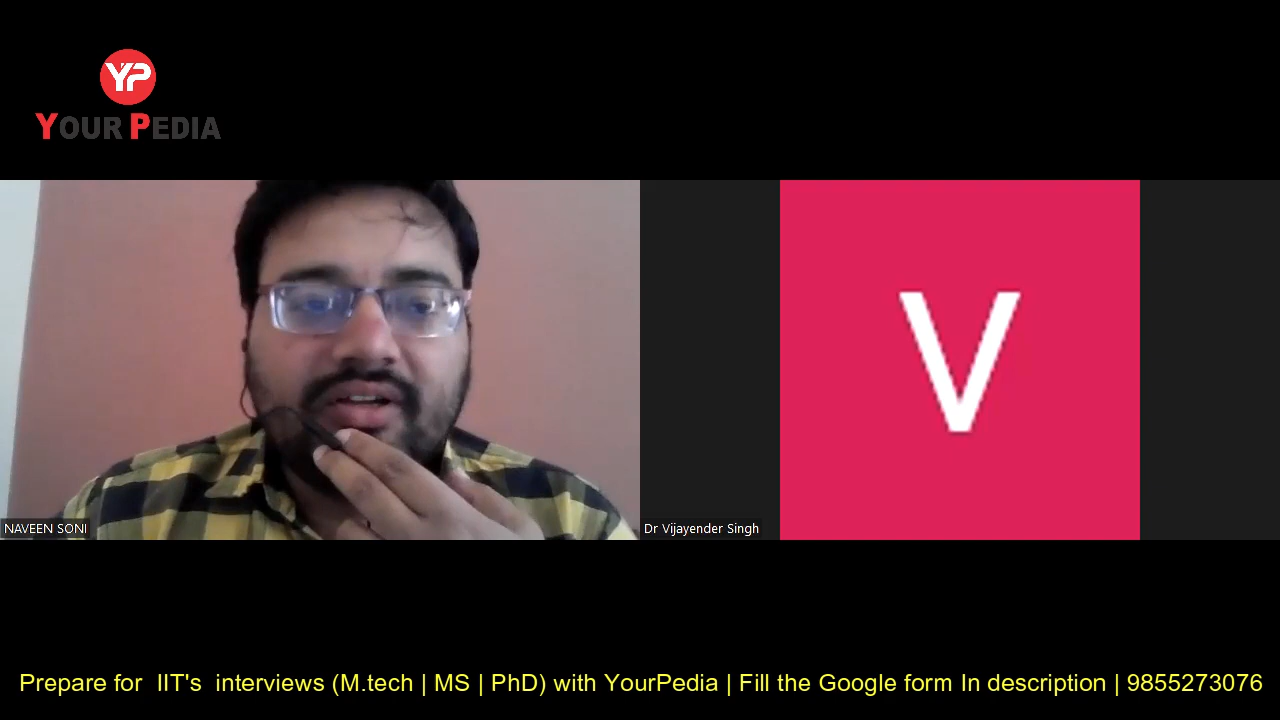 YP
YOUR PEDIA
V
NAVEEN SONI
Dr Vijayender Singh
Prepare for  IIT's  interviews (M.tech | MS | PhD) with YourPedia | Fill the Google form In description | 9855273076